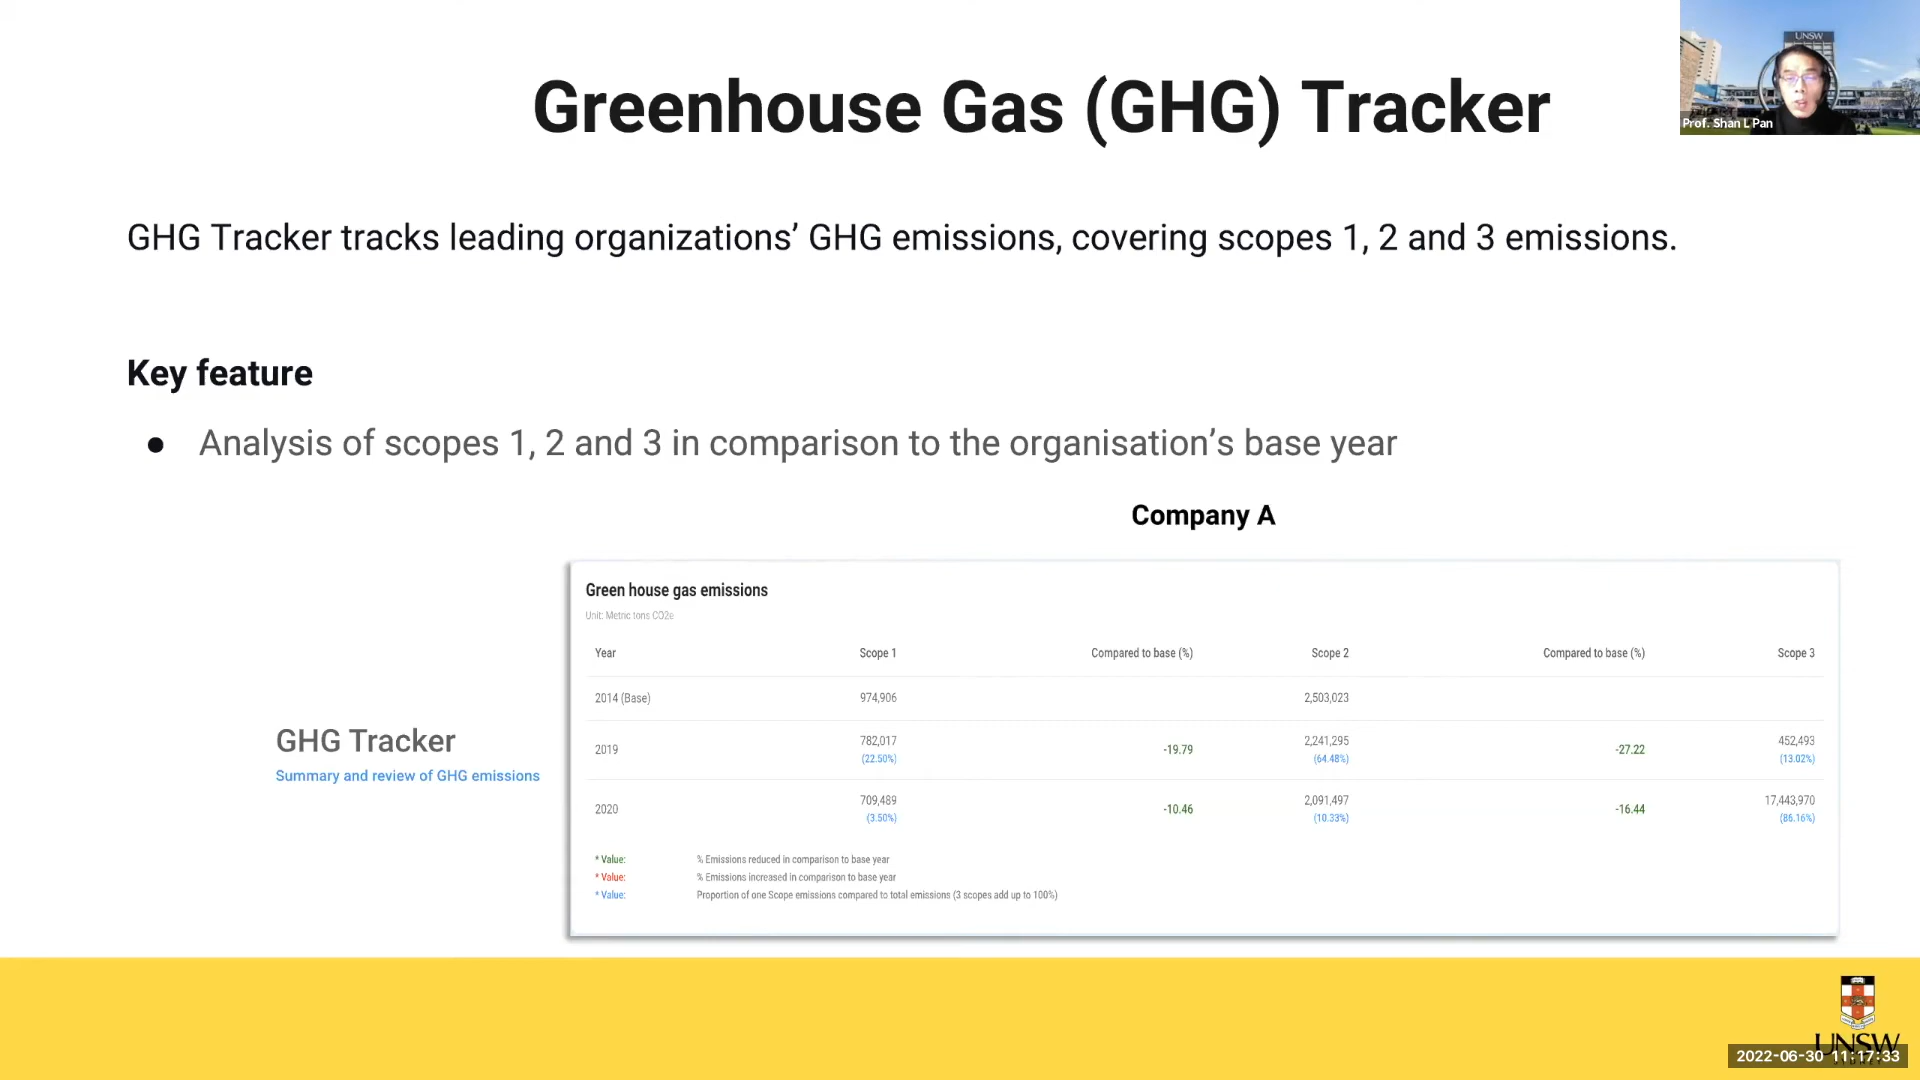 UNSW
Prof. Shan L Pan
Greenhouse Gas (GHG) Tracker
GHG Tracker tracks leading organizations’ GHG emissions, covering scopes 1, 2 and 3 emissions.
Key feature
● Analysis of scopes 1, 2 and 3 in comparison to the organisation’s base year
Company A
GHG Tracker
Summary and review of GHG emissions
Green house gas emissions
Unit: Metric tons CO2e
Year Scope 1 Compared to base (%) Scope 2 Compared to base (%) Scope 3
2014 (Base) 974,906 2,503,023
2019 782,017 (22.50%) -19.79 2,241,295 (64.48%) -27.22 452,493 (13.02%)
2020 709,489 (3.50%) -10.46 2,091,497 (10.33%) -16.44 17,443,970 (86.16%)
* Value: % Emissions reduced in comparison to base year
* Value: % Emissions increased in comparison to base year
* Value: Proportion of one Scope emissions compared to total emissions (3 scopes add up to 100%)
UNSW
2022-06-30 11:17:33